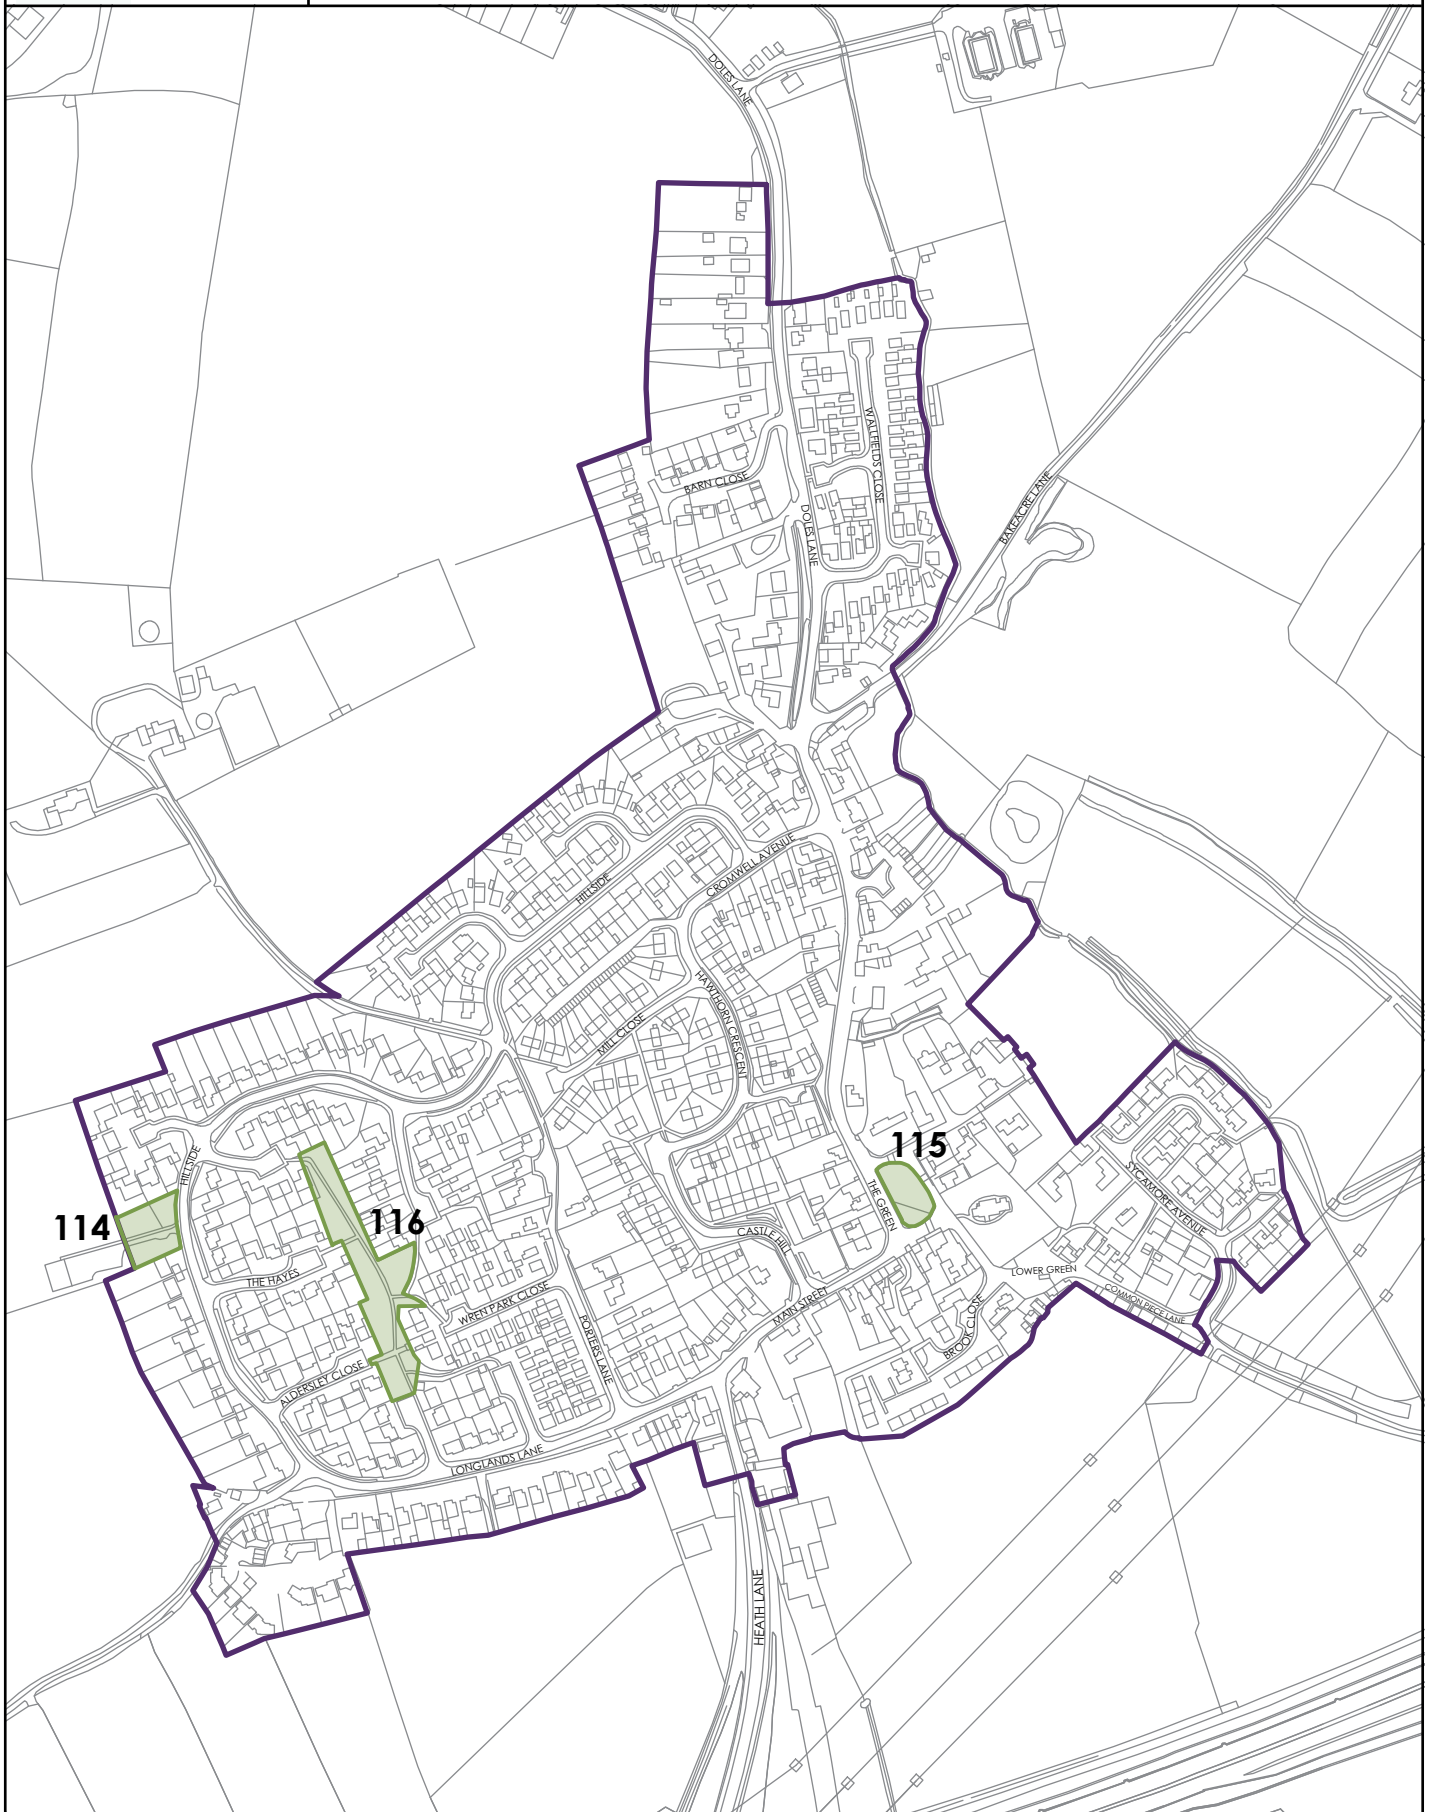 DOLES LANE
WALLFIELDS CLOSE
BARN CLOSE
BAKEACRE LANE
DOLES LANE
CROMWELL AVENUE
HILLSIDE
HAWTHORN CRESCENT
MILL CLOSE
115
HILLSIDE
SYCAMORE AVENUE
THE GREEN
114
116
CASTLE HILL
LOWER GREEN
THE HAYES
WREN PARK CLOSE
MAIN STREET
COMMON PIECE LANE
BROOK CLOSE
PORTERS LANE
ALDERSLEY CLOSE
LONGLANDS LANE
HEATH LANE